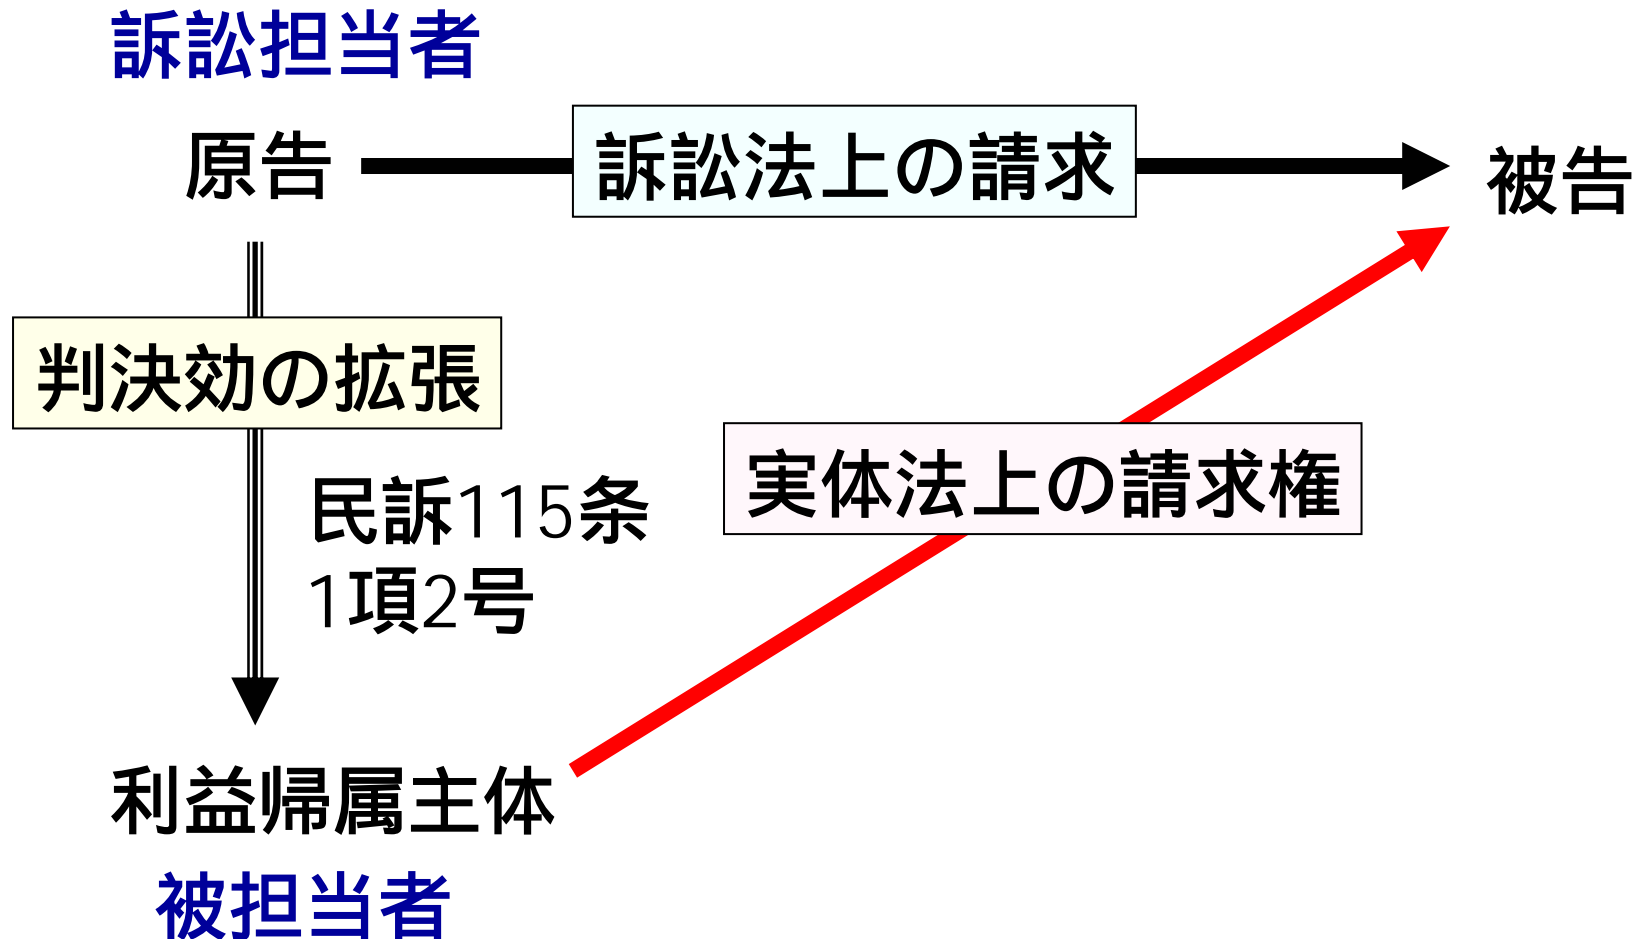 訴訟担当者
原告
訴訟法上の請求
被告
判決効の拡張
民訴115条
1項2号
実体法上の請求権
利益帰属主体
被担当者